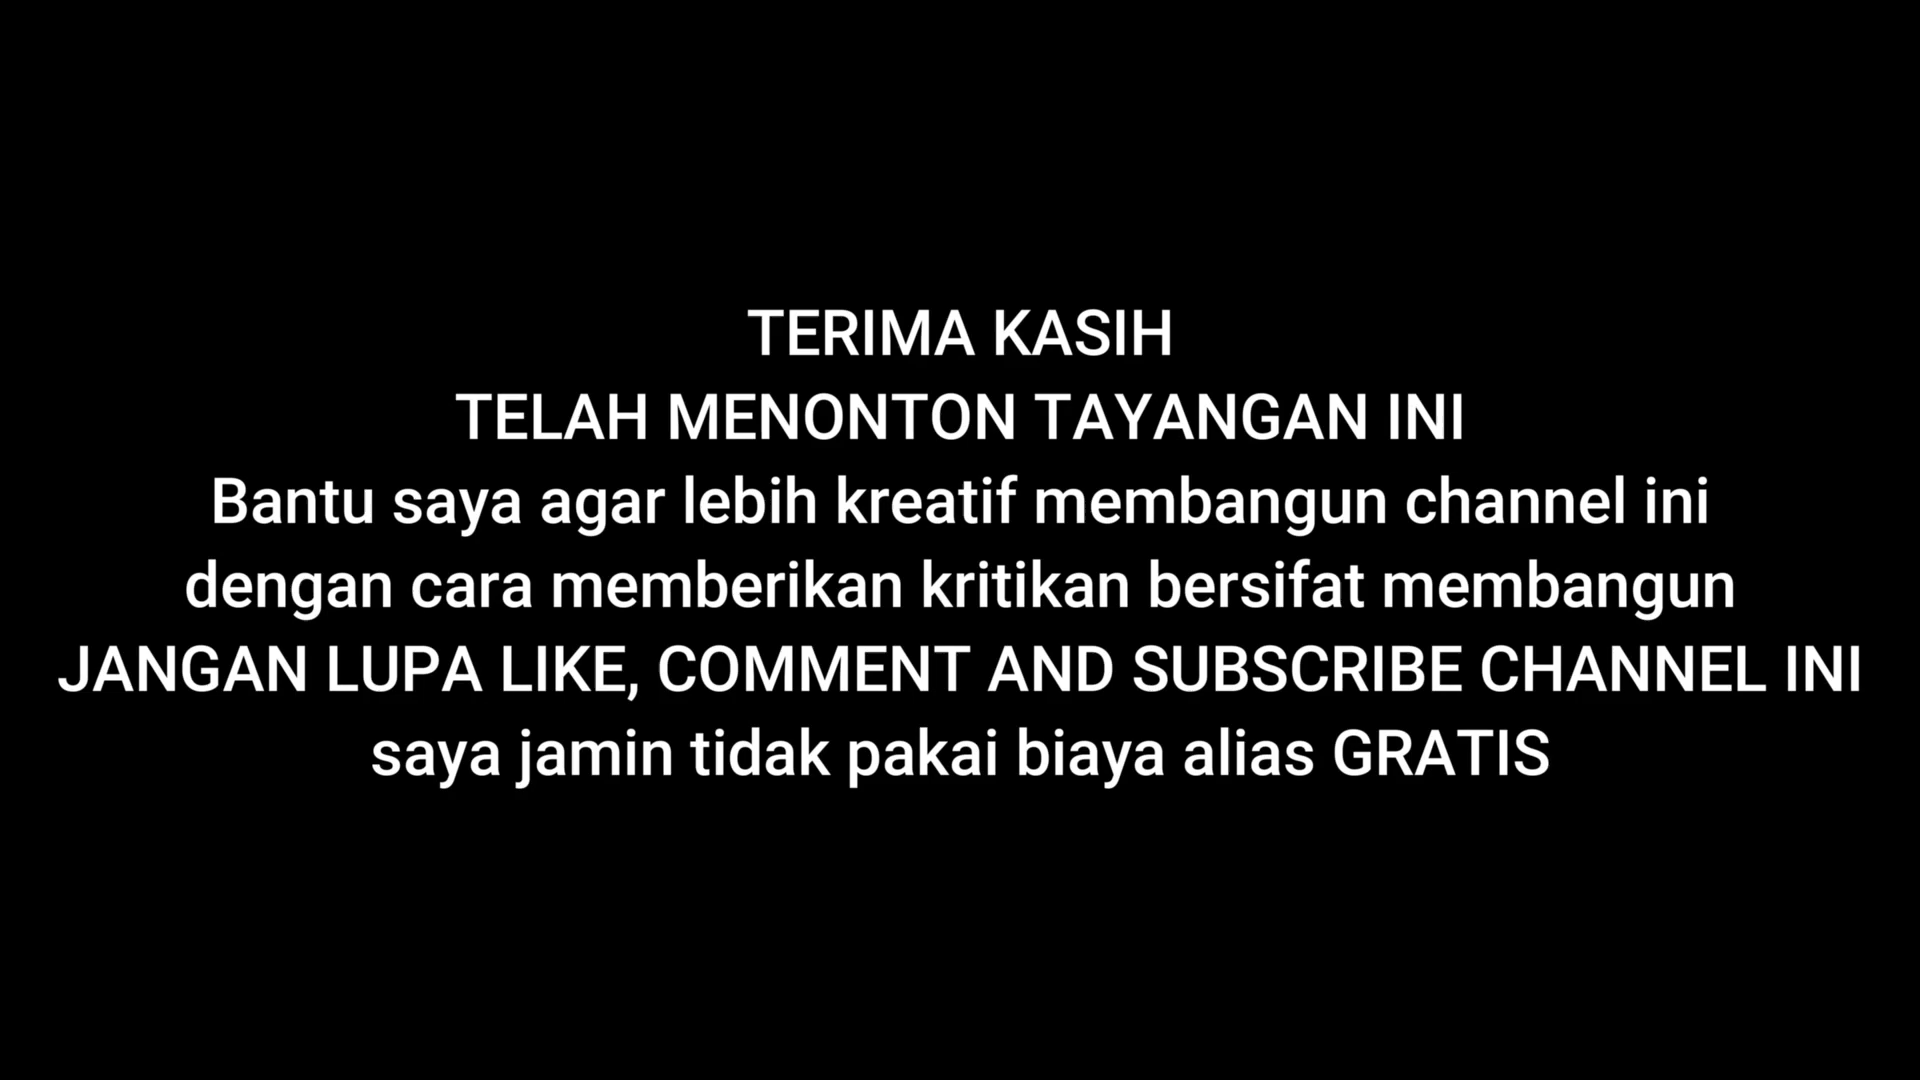 TERIMA KASIH
TELAH MENONTON TAYANGAN INI
Bantu saya agar lebih kreatif membangun channel ini
dengan cara memberikan kritikan bersifat membangun
JANGAN LUPA LIKE, COMMENT AND SUBSCRIBE CHANNEL INI
saya jamin tidak pakai biaya alias GRATIS